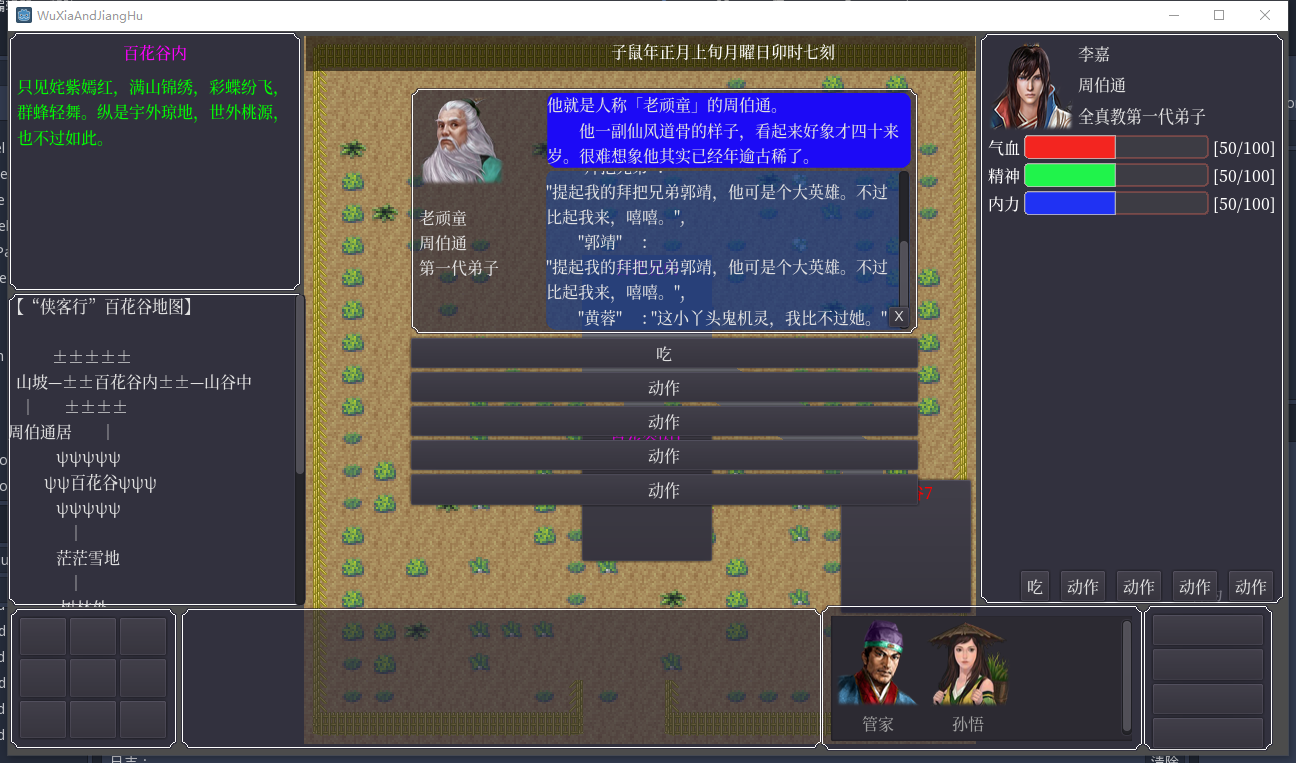 WuXiaAndJiangHu
百花谷内
只见姹紫嫣红，满山锦绣，彩蝶纷飞，
群蜂轻舞。纵是宇外琼地，世外桃源，
也不过如此。
【“侠客行”百花谷地图】
±±±±±
山坡—±±百花谷内±±—山谷中
｜ ±±±±
周伯通居 ｜
ψψψψψ
ψψ百花谷ψψψ
ψψψψψ
｜
茫茫雪地
｜
子鼠年正月上旬月曜日卯时七刻
老顽童
周伯通
第一代弟子
他就是人称「老顽童」的周伯通。
他一副仙风道骨的样子，看起来好象才四十来
岁。很难想象他其实已经年逾古稀了。
"提起我的拜把兄弟郭靖，他可是个大英雄。不过
比起我来，嘻嘻。",
"郭靖" :
"提起我的拜把兄弟郭靖，他可是个大英雄。不过
比起我来，嘻嘻。",
"黄蓉" : "这小丫头鬼机灵，我比不过她。"
X
吃
动作
动作
动作
动作
李嘉
周伯通
全真教第一代弟子
气血 [50/100]
精神 [50/100]
内力 [50/100]
吃 动作 动作 动作 动作
管家 孙悟